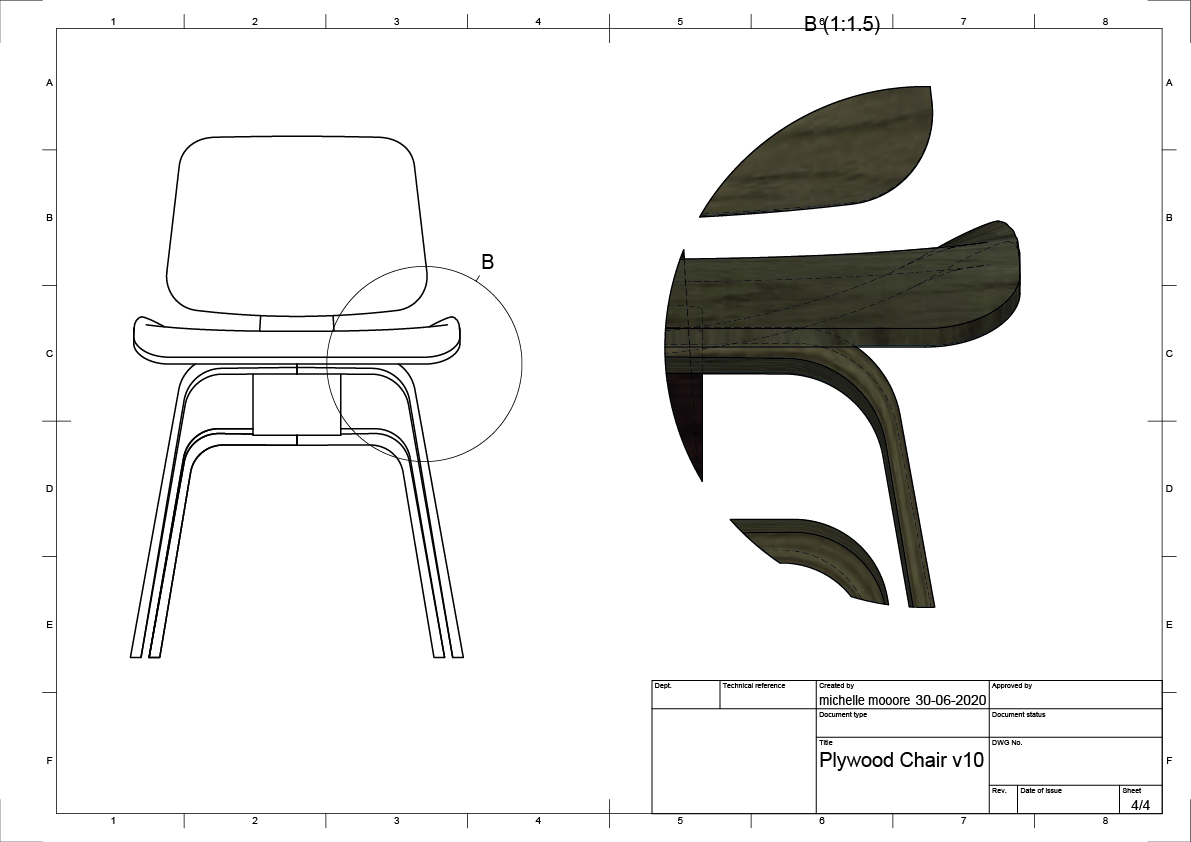 1 2 3 4 5 6 7 8
B (1:1.5)
A A
B B
B
C C
D D
E E
Dept. Technical reference Created by Approved by
michelle mooore 30-06-2020
Document type Document status
Title DWG No.
Plywood Chair v10
F F
Rev. Date of issue Sheet
4/4
1 2 3 4 5 6 7 8